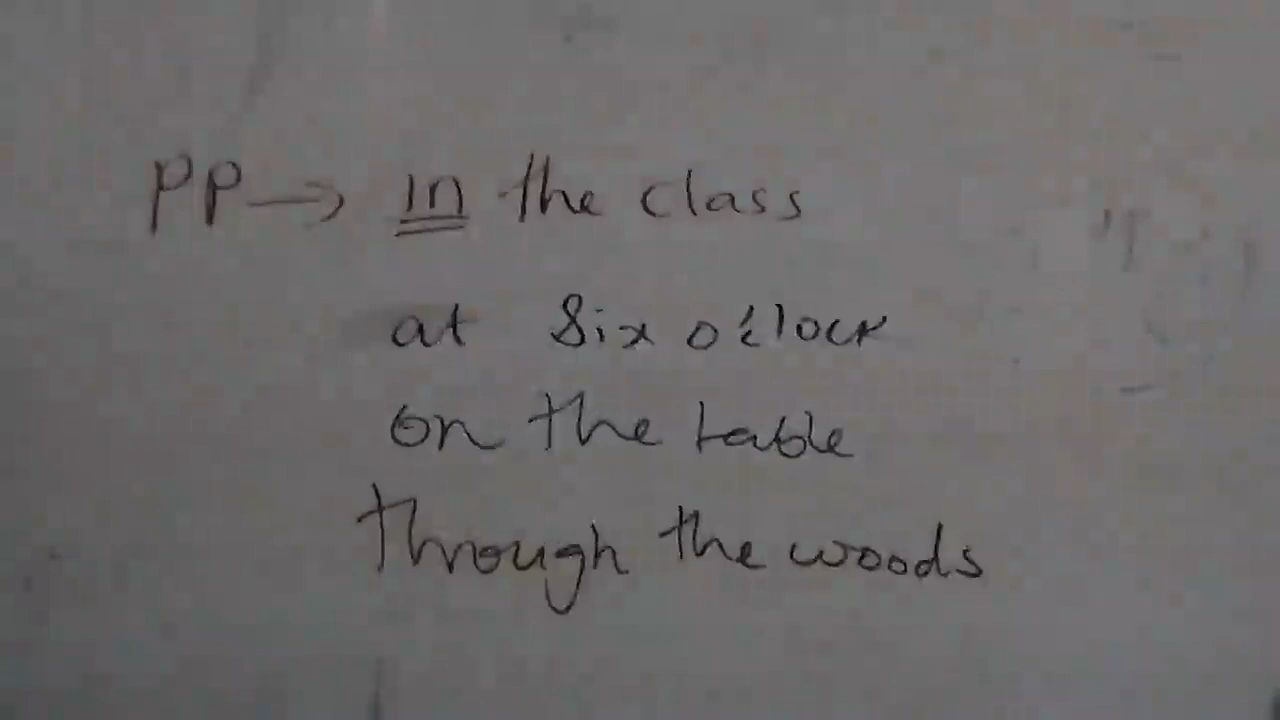 PP → in the class
at six o'clock
on the table
through the woods